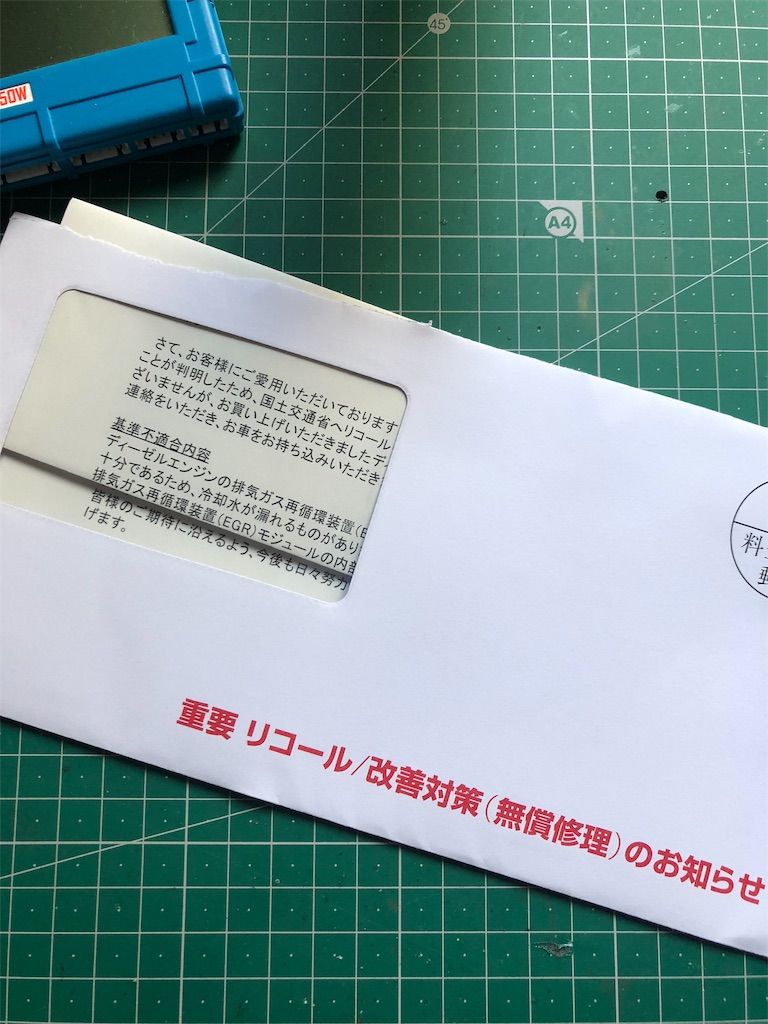 50W
45°
A4
さて、お客様にご愛用いただいております
ことが判明したため、国土交通省へリコール
ざいませんが、お買い上げいただきましたデ
連絡をいただき、お車をお持ち込みいただき
基準不適合内容
ディーゼルエンジンの排気ガス再循環装置(E
十分であるため、冷却水が漏れるものがあり
排気ガス再循環装置(EGR)モジュールの内部
皆様のご期待に沿えるよう、今後も日々努力
げます。
料
郵
重要 リコール/改善対策(無償修理)のお知らせ